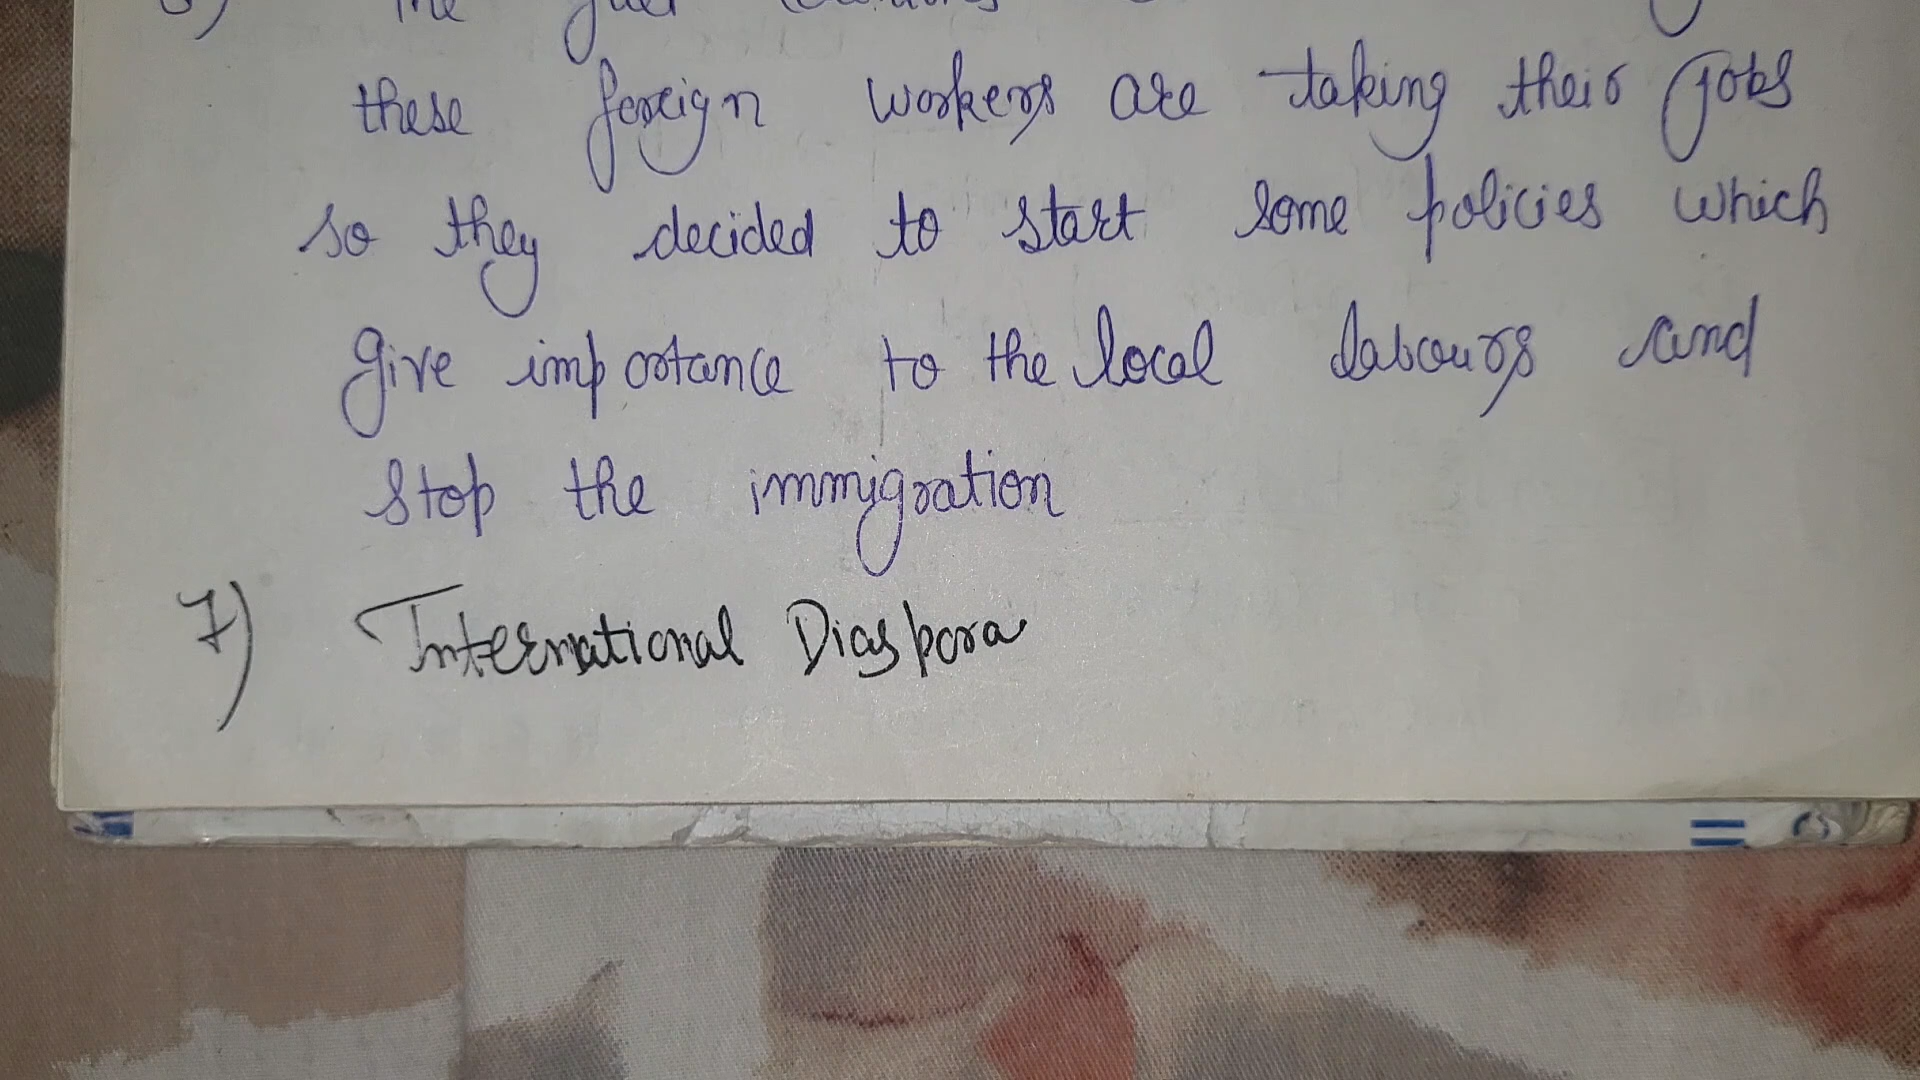 The
these foreign workers are taking their jobs
so they decided to start some policies which
give importance to the local labours and
stop the immigration
7) International Diaspora